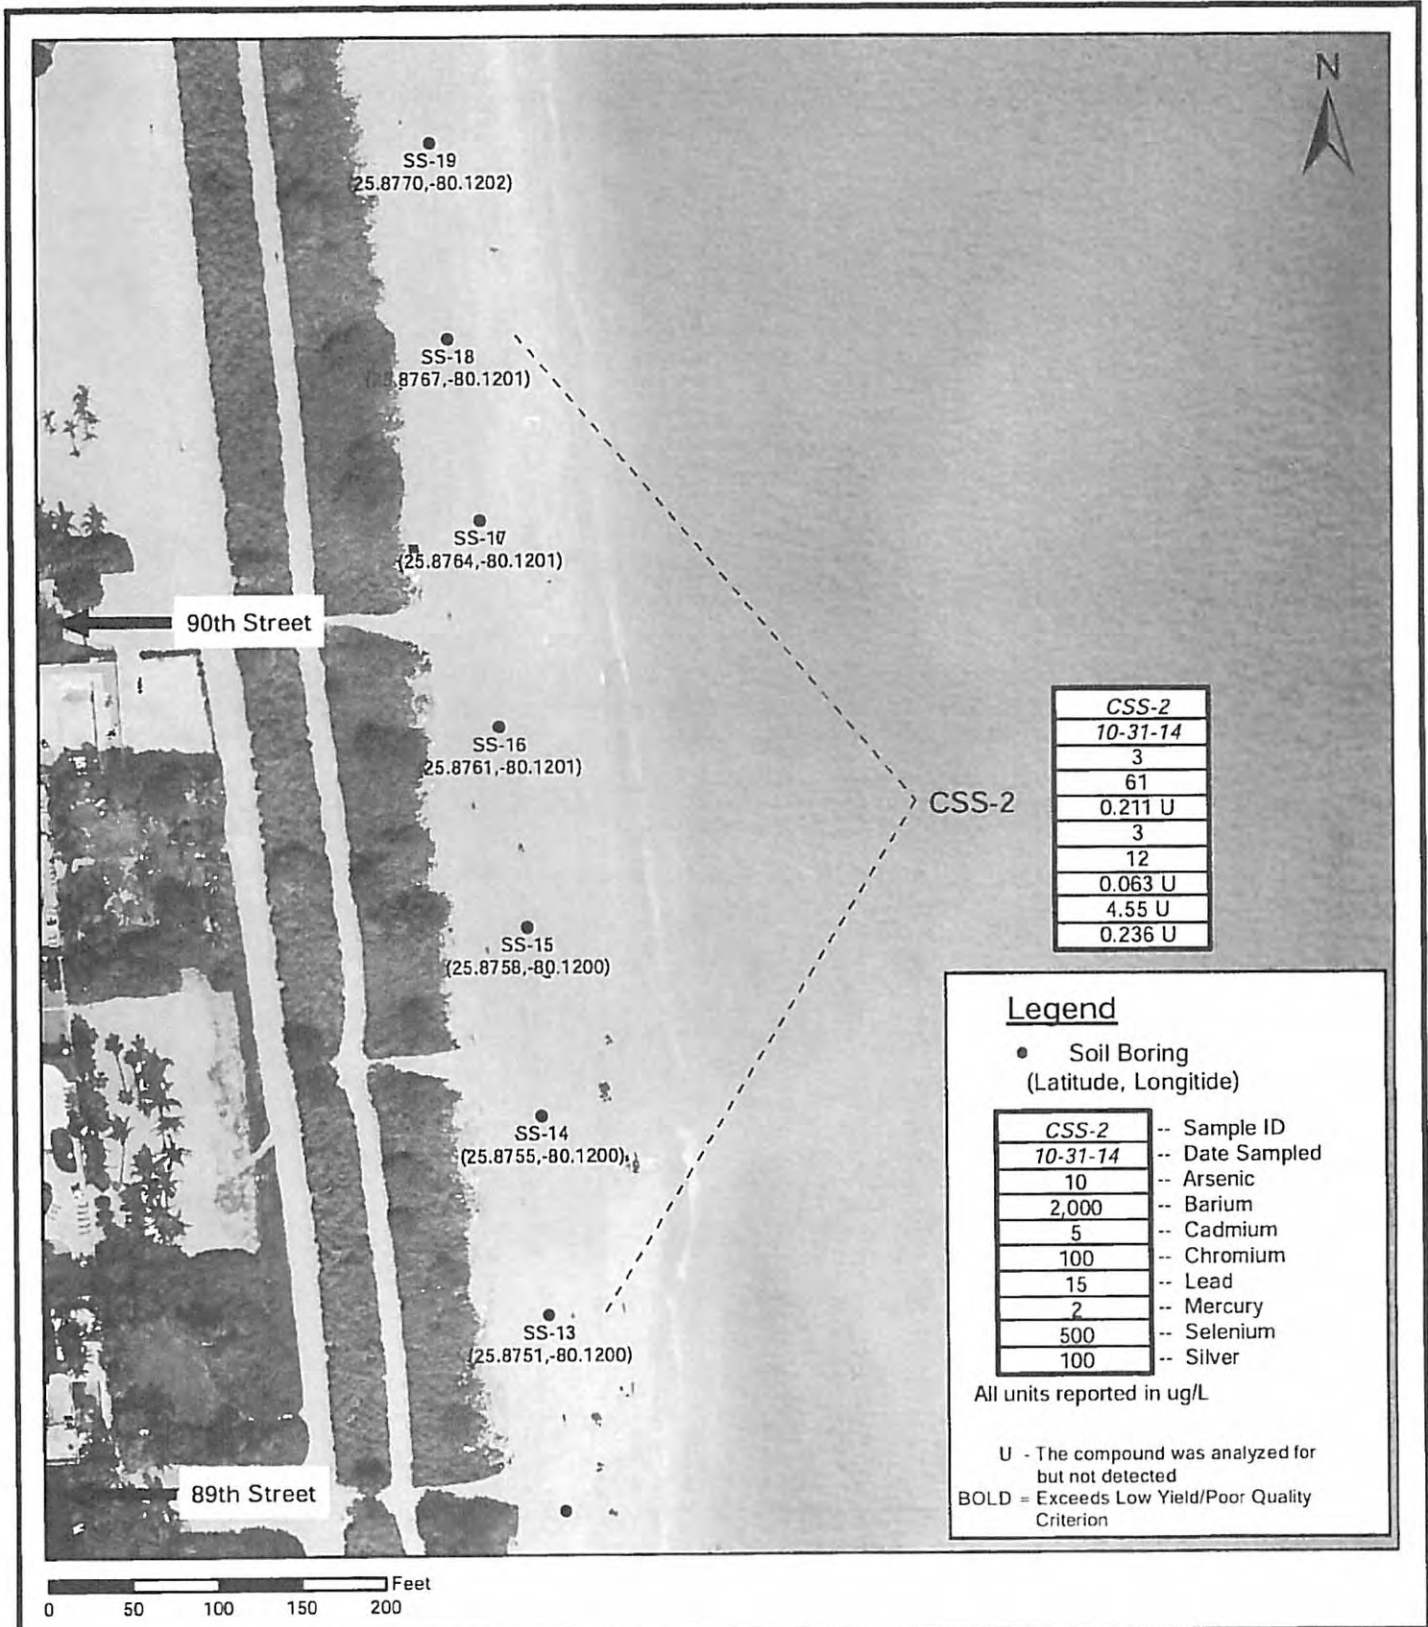 N
SS-19
(25.8770,-80.1202)
SS-18
(25.8767,-80.1201)
SS-17
(25.8764,-80.1201)
90th Street
SS-16
(25.8761,-80.1201)
CSS-2
CSS-2
10-31-14
3
61
0.211 U
3
12
0.063 U
4.55 U
0.236 U
SS-15
(25.8758,-80.1200)
SS-14
(25.8755,-80.1200)
SS-13
(25.8751,-80.1200)
89th Street
Legend
Soil Boring
(Latitude, Longitide)
CSS-2 -- Sample ID
10-31-14 -- Date Sampled
10 -- Arsenic
2,000 -- Barium
5 -- Cadmium
100 -- Chromium
15 -- Lead
2 -- Mercury
500 -- Selenium
100 -- Silver
All units reported in ug/L
U - The compound was analyzed for
but not detected
BOLD = Exceeds Low Yield/Poor Quality
Criterion
Feet
0 50 100 150 200